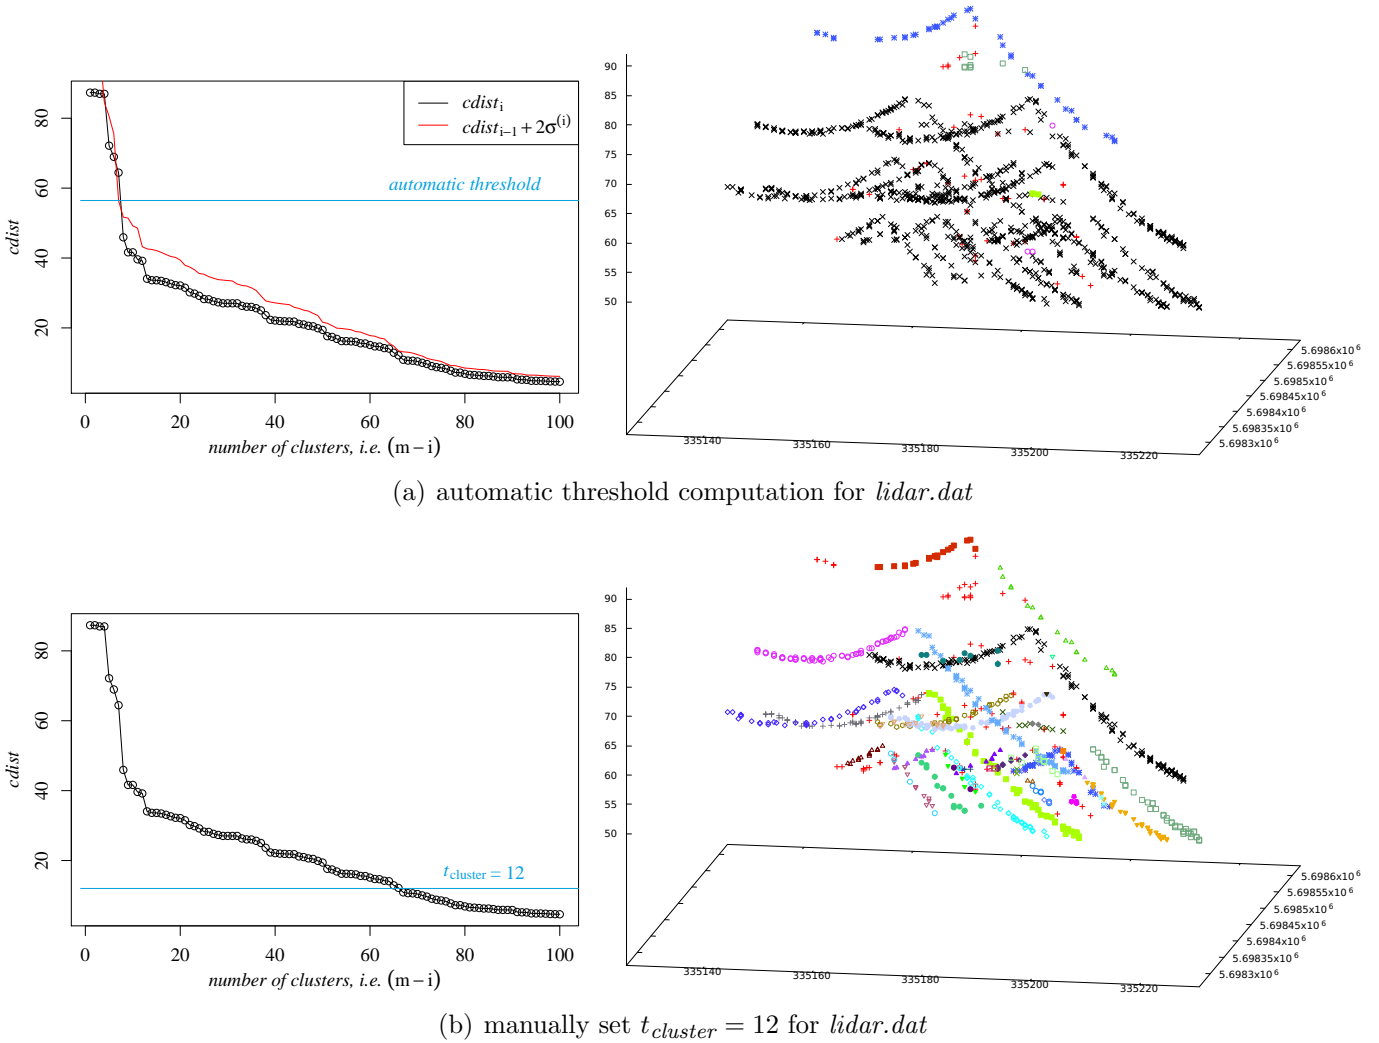 cdist
80
60
40
20
0
20
40
60
80
100
number of clusters, i.e. (m − i)
cdist_i
cdist_{i−1} + 2σ^{(i)}
automatic threshold
90
85
80
75
70
65
60
55
50
335140
335160
335180
335200
335220
5.6986x10^6
5.69855x10^6
5.6985x10^6
5.69845x10^6
5.6984x10^6
5.69835x10^6
5.6983x10^6
(a) automatic threshold computation for lidar.dat
cdist
80
60
40
20
0
20
40
60
80
100
number of clusters, i.e. (m − i)
t_cluster = 12
90
85
80
75
70
65
60
55
50
335140
335160
335180
335200
335220
5.6986x10^6
5.69855x10^6
5.6985x10^6
5.69845x10^6
5.6984x10^6
5.69835x10^6
5.6983x10^6
(b) manually set t_cluster = 12 for lidar.dat